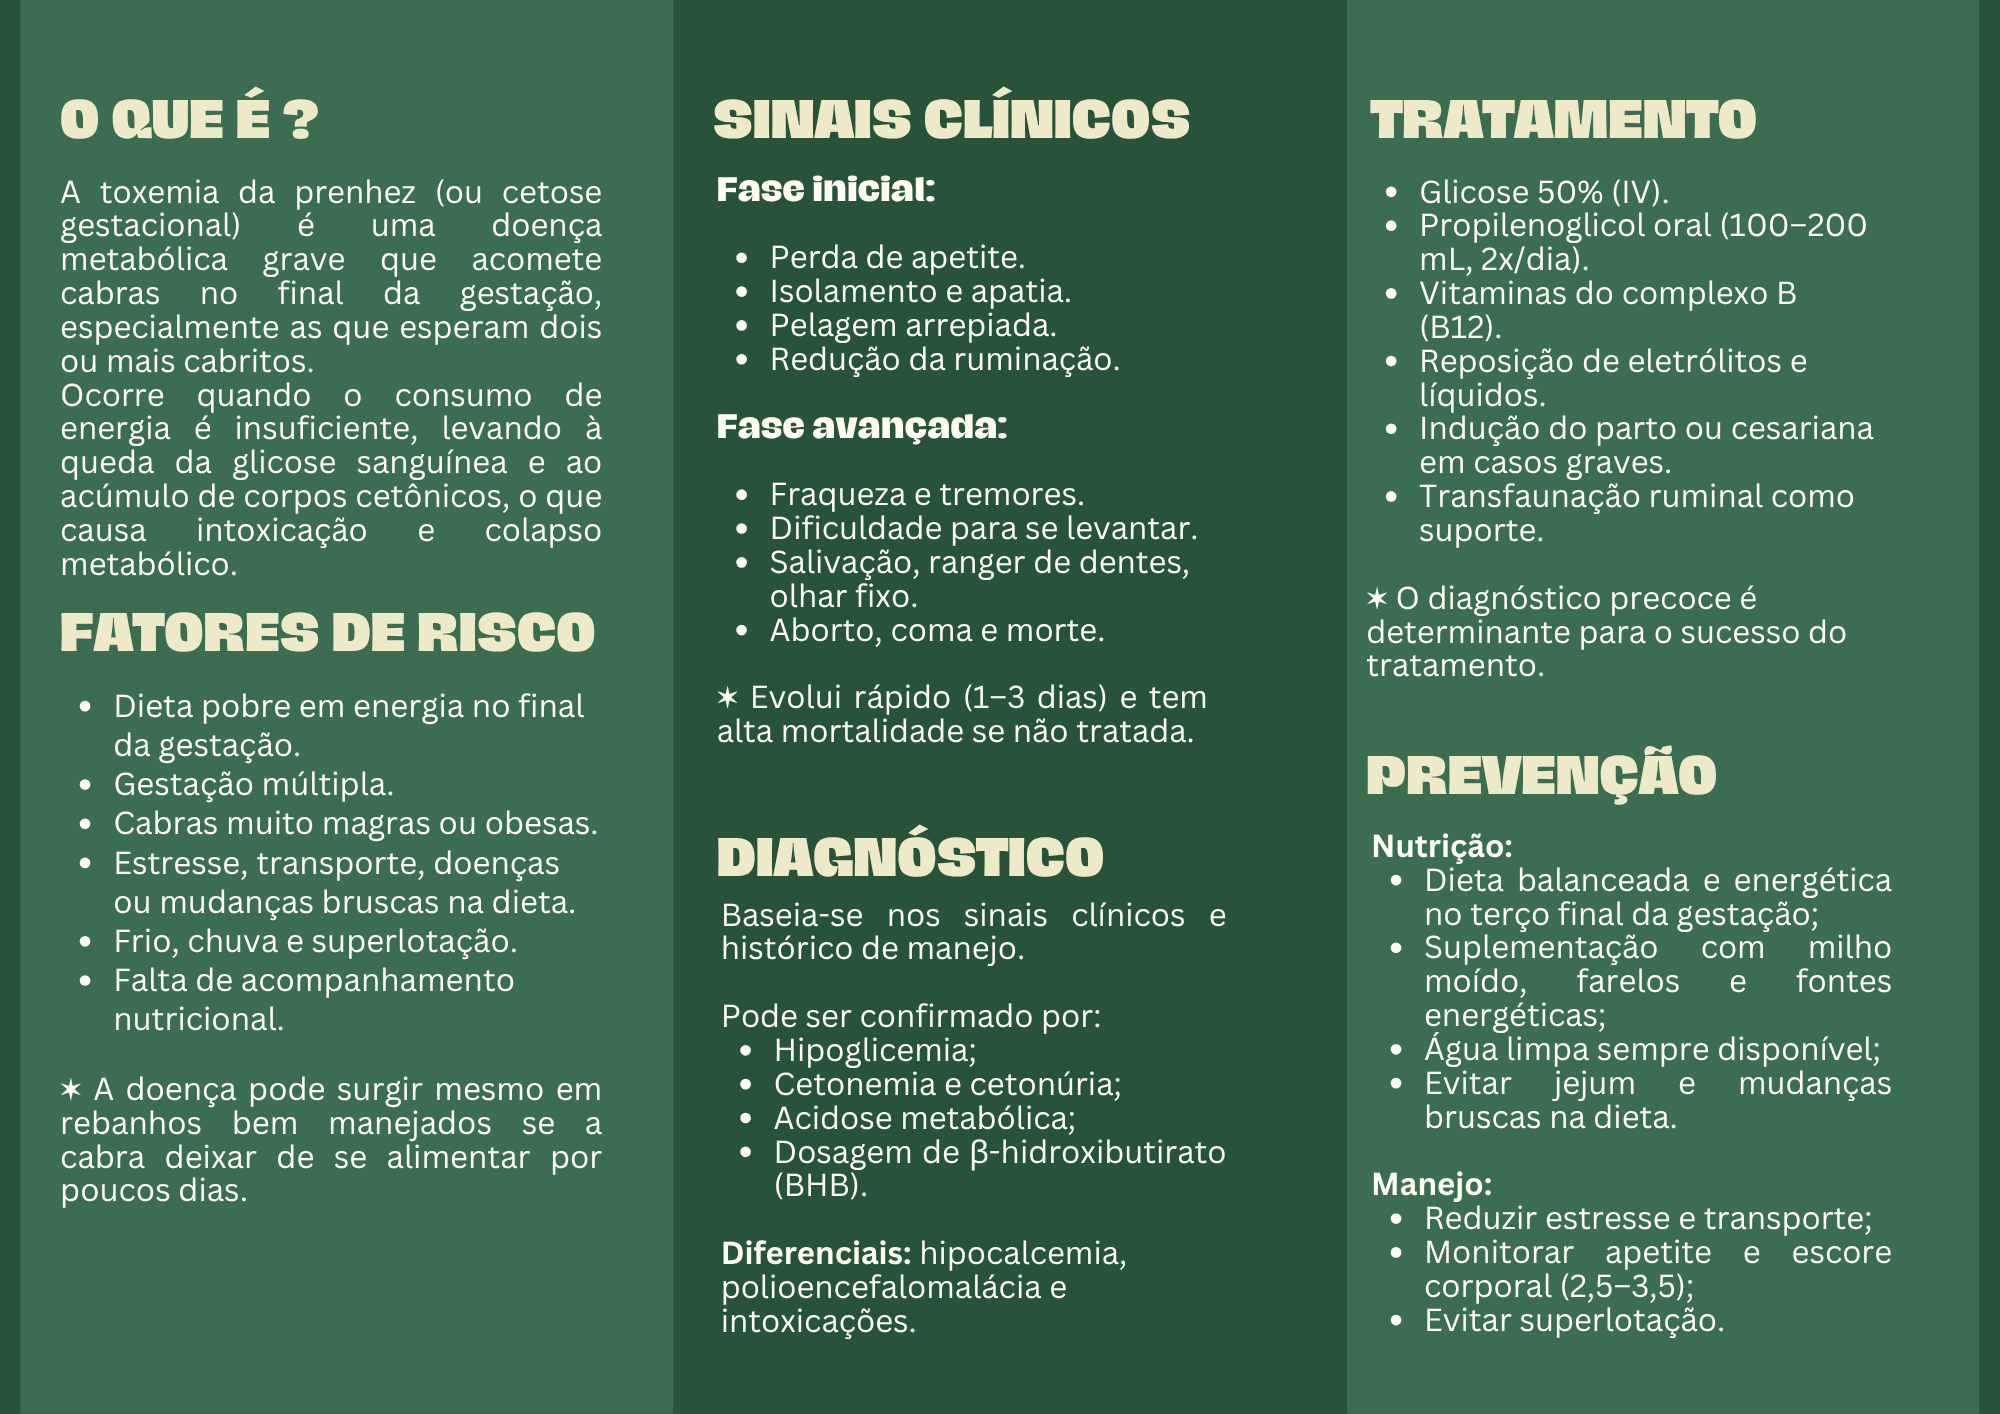 O QUE É ?
A toxemia da prenhez (ou cetose
gestacional) é uma doença
metabólica grave que acomete
cabras no final da gestação,
especialmente as que esperam dois
ou mais cabritos.
Ocorre quando o consumo de
energia é insuficiente, levando à
queda da glicose sanguínea e ao
acúmulo de corpos cetônicos, o que
causa intoxicação e colapso
metabólico.
FATORES DE RISCO
• Dieta pobre em energia no final
da gestação.
• Gestação múltipla.
• Cabras muito magras ou obesas.
• Estresse, transporte, doenças
ou mudanças bruscas na dieta.
• Frio, chuva e superlotação.
• Falta de acompanhamento
nutricional.
✶ A doença pode surgir mesmo em
rebanhos bem manejados se a
cabra deixar de se alimentar por
poucos dias.
SINAIS CLÍNICOS
Fase inicial:
• Perda de apetite.
• Isolamento e apatia.
• Pelagem arrepiada.
• Redução da ruminação.
Fase avançada:
• Fraqueza e tremores.
• Dificuldade para se levantar.
• Salivação, ranger de dentes,
olhar fixo.
• Aborto, coma e morte.
✶ Evolui rápido (1–3 dias) e tem
alta mortalidade se não tratada.
DIAGNÓSTICO
Baseia-se nos sinais clínicos e
histórico de manejo.
Pode ser confirmado por:
• Hipoglicemia;
• Cetonemia e cetonúria;
• Acidose metabólica;
• Dosagem de β-hidroxibutirato
(BHB).
Diferenciais: hipocalcemia,
polioencefalomalácia e
intoxicações.
TRATAMENTO
• Glicose 50% (IV).
• Propilenoglicol oral (100–200
mL, 2x/dia).
• Vitaminas do complexo B
(B12).
• Reposição de eletrólitos e
líquidos.
• Indução do parto ou cesariana
em casos graves.
• Transfaunação ruminal como
suporte.
✶ O diagnóstico precoce é
determinante para o sucesso do
tratamento.
PREVENÇÃO
Nutrição:
• Dieta balanceada e energética
no terço final da gestação;
• Suplementação com milho
moído, farelos e fontes
energéticas;
• Água limpa sempre disponível;
• Evitar jejum e mudanças
bruscas na dieta.
Manejo:
• Reduzir estresse e transporte;
• Monitorar apetite e escore
corporal (2,5–3,5);
• Evitar superlotação.